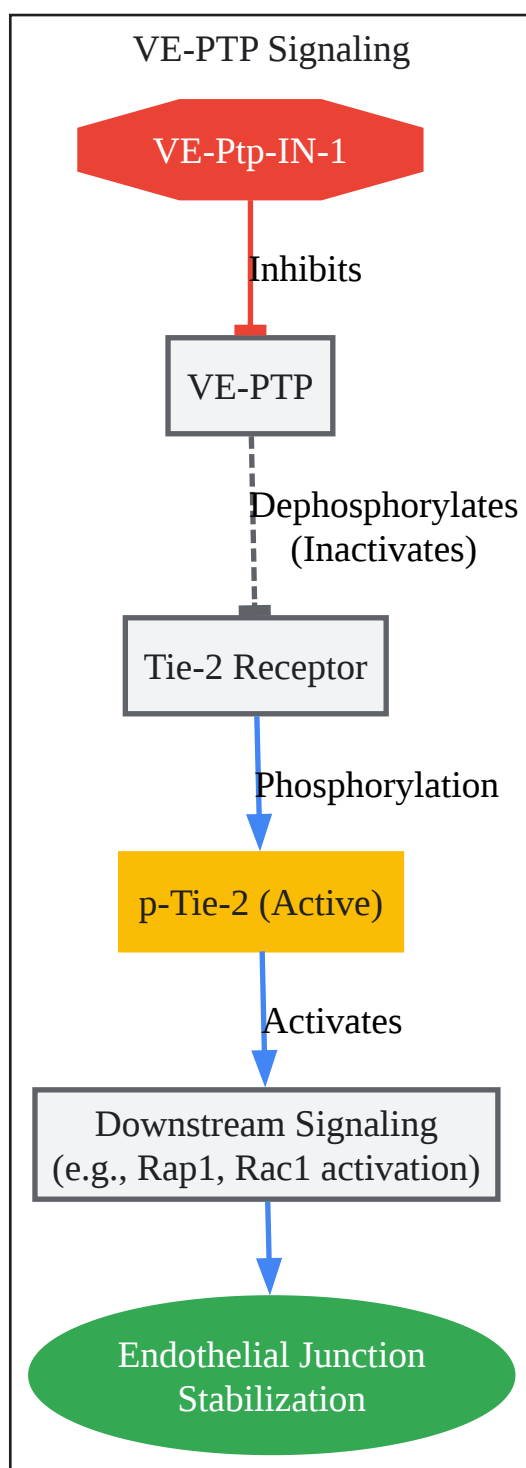 VE-PTP Signaling
VE-Ptp-IN-1
Inhibits
VE-PTP
Dephosphorylates
(Inactivates)
Tie-2 Receptor
Phosphorylation
p-Tie-2 (Active)
Activates
Downstream Signaling
(e.g., Rap1, Rac1 activation)
Endothelial Junction
Stabilization